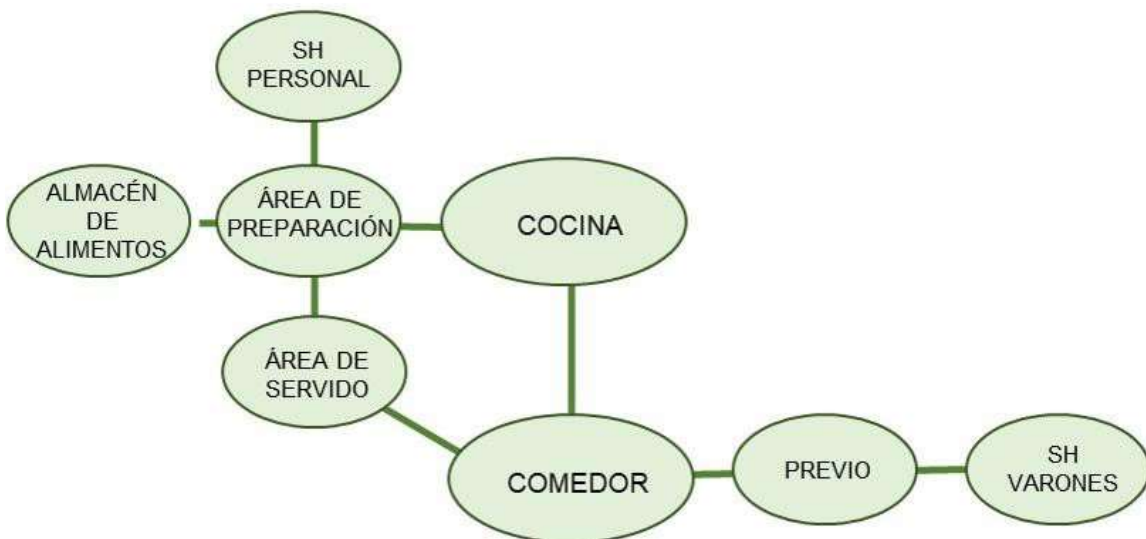 SH
PERSONAL
ALMACÉN
DE
ALIMENTOS
ÁREA DE
PREPARACIÓN
COCINA
ÁREA DE
SERVIDO
COMEDOR
PREVIO
SH
VARONES